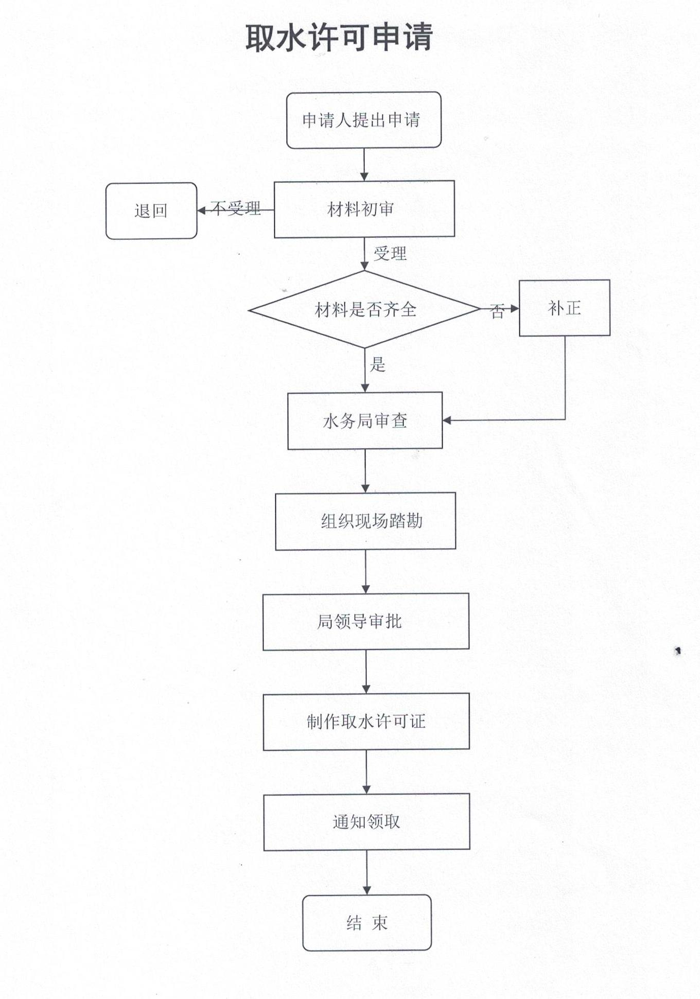 取水许可申请
申请人提出申请
退回
不受理
材料初审
受理
材料是否齐全
否
补正
是
水务局审查
组织现场踏勘
局领导审批
制作取水许可证
通知领取
结 束